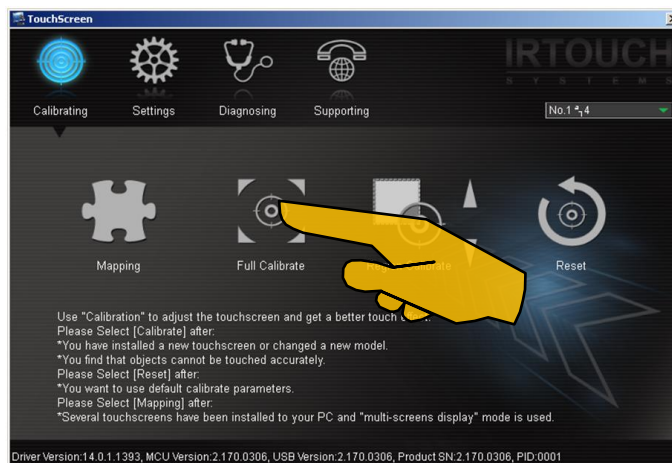 TouchScreen
IRTOUCH
SYSTEMS
Calibrating Settings Diagnosing Supporting
No.1
Mapping Full Calibrate Reset
Use "Calibration" to adjust the touchscreen and get a better touch
Please Select [Calibrate] after:
*You have installed a new touchscreen or changed a new model.
*You find that objects cannot be touched accurately.
Please Select [Reset] after:
*You want to use default calibrate parameters.
Please Select [Mapping] after:
*Several touchscreens have been installed to your PC and "multi-screens display" mode is used.
Driver Version:14.0.1.1393, MCU Version:2.170.0306, USB Version:2.170.0306, Product SN:2.170.0306, PID:0001